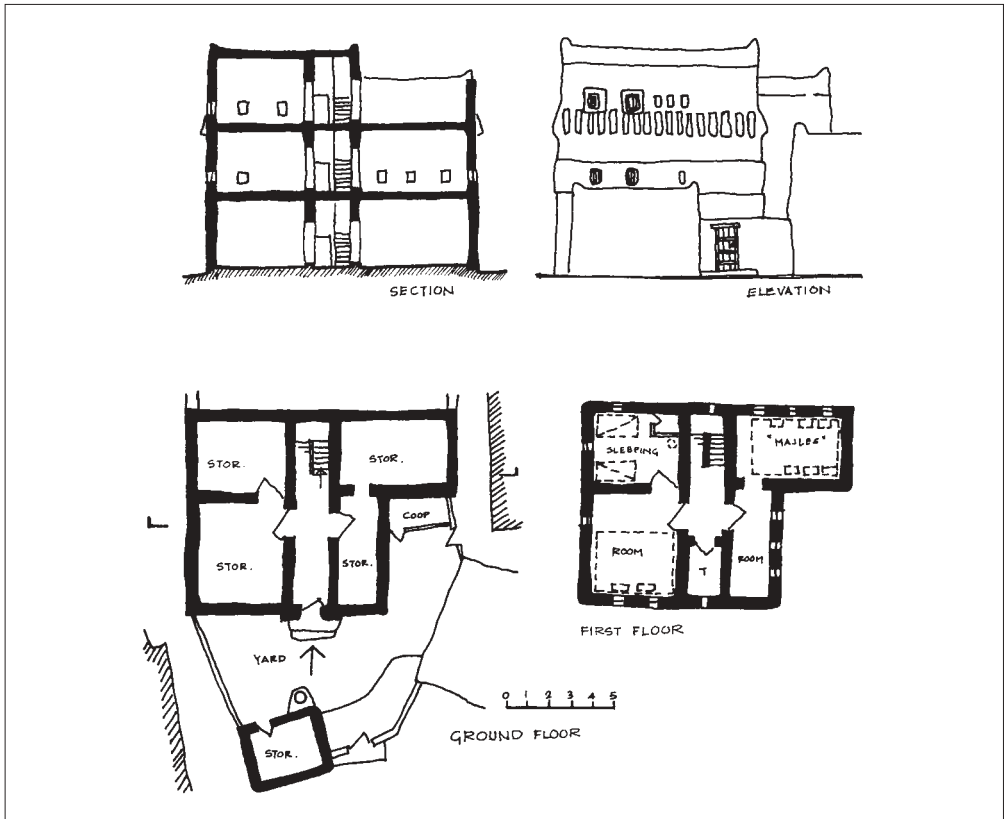 SECTION
ELEVATION
STOR.
STOR.
COOP
STOR.
STOR.
YARD
STOR.
0 1 2 3 4 5
GROUND FLOOR
SLEEPING
"MAJLES"
ROOM
T
ROOM
FIRST FLOOR